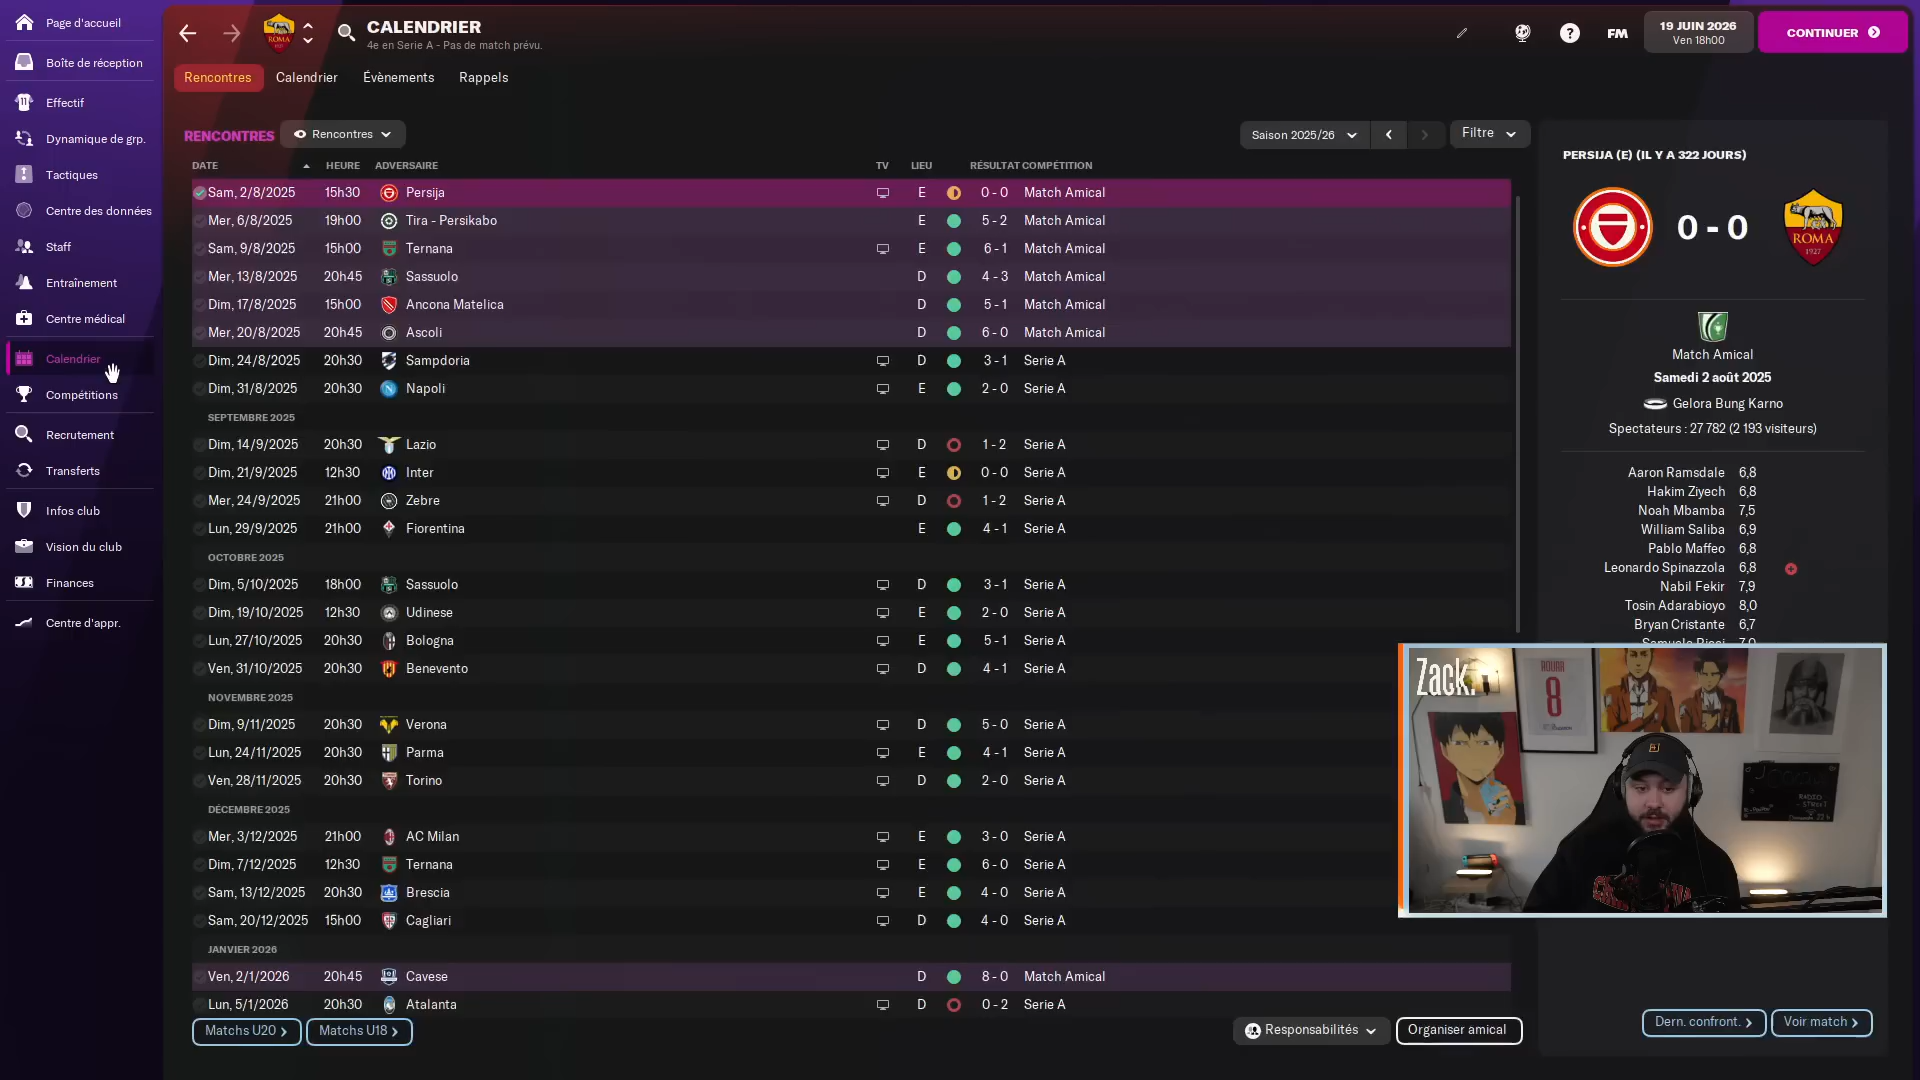 Page d'accueil
Boîte de réception
Effectif
Dynamique de grp.
Tactiques
Centre des données
Staff
Entraînement
Centre médical
Calendrier
Compétitions
Recrutement
Transferts
Infos club
Vision du club
Finances
Centre d'appr.
CALENDRIER
4e en Serie A - Pas de match prévu.
FM
19 JUIN 2026
Ven 18h00
CONTINUER
Rencontres Calendrier Évènements Rappels
RENCONTRES Rencontres Saison 2025/26 Filtre
DATE HEURE ADVERSAIRE TV LIEU RÉSULTAT COMPÉTITION
Sam, 2/8/2025 15h30 Persija E 0 - 0 Match Amical
Mer, 6/8/2025 19h00 Tira - Persikabo E 5 - 2 Match Amical
Sam, 9/8/2025 15h00 Ternana E 6 - 1 Match Amical
Mer, 13/8/2025 20h45 Sassuolo D 4 - 3 Match Amical
Dim, 17/8/2025 15h00 Ancona Matelica D 5 - 1 Match Amical
Mer, 20/8/2025 20h45 Ascoli D 6 - 0 Match Amical
Dim, 24/8/2025 20h30 Sampdoria D 3 - 1 Serie A
Dim, 31/8/2025 20h30 Napoli E 2 - 0 Serie A
SEPTEMBRE 2025
Dim, 14/9/2025 20h30 Lazio D 1 - 2 Serie A
Dim, 21/9/2025 12h30 Inter E 0 - 0 Serie A
Mer, 24/9/2025 21h00 Zebre D 1 - 2 Serie A
Lun, 29/9/2025 21h00 Fiorentina E 4 - 1 Serie A
OCTOBRE 2025
Dim, 5/10/2025 18h00 Sassuolo D 3 - 1 Serie A
Dim, 19/10/2025 12h30 Udinese E 2 - 0 Serie A
Lun, 27/10/2025 20h30 Bologna E 5 - 1 Serie A
Ven, 31/10/2025 20h30 Benevento D 4 - 1 Serie A
NOVEMBRE 2025
Dim, 9/11/2025 20h30 Verona D 5 - 0 Serie A
Lun, 24/11/2025 20h30 Parma E 4 - 1 Serie A
Ven, 28/11/2025 20h30 Torino D 2 - 0 Serie A
DÉCEMBRE 2025
Mer, 3/12/2025 21h00 AC Milan E 3 - 0 Serie A
Dim, 7/12/2025 12h30 Ternana E 6 - 0 Serie A
Sam, 13/12/2025 20h30 Brescia E 4 - 0 Serie A
Sam, 20/12/2025 15h00 Cagliari D 4 - 0 Serie A
JANVIER 2026
Ven, 2/1/2026 20h45 Cavese D 8 - 0 Match Amical
Lun, 5/1/2026 20h30 Atalanta D 0 - 2 Serie A
Matchs U20 Matchs U18 Responsabilités Organiser amical
PERSIJA (E) (IL Y A 322 JOURS)
0 - 0
ROMA
1927
Match Amical
Samedi 2 août 2025
Gelora Bung Karno
Spectateurs : 27 782 (2 193 visiteurs)
Aaron Ramsdale 6,8
Hakim Ziyech 6,8
Noah Mbamba 7,5
William Saliba 6,9
Pablo Maffeo 6,8
Leonardo Spinazzola 6,8
Nabil Fekir 7,9
Tosin Adarabioyo 8,0
Bryan Cristante 6,7
Samuele Ricci 7,0
Zack.
AOUAR
8
RADIO
Dern. confront. Voir match